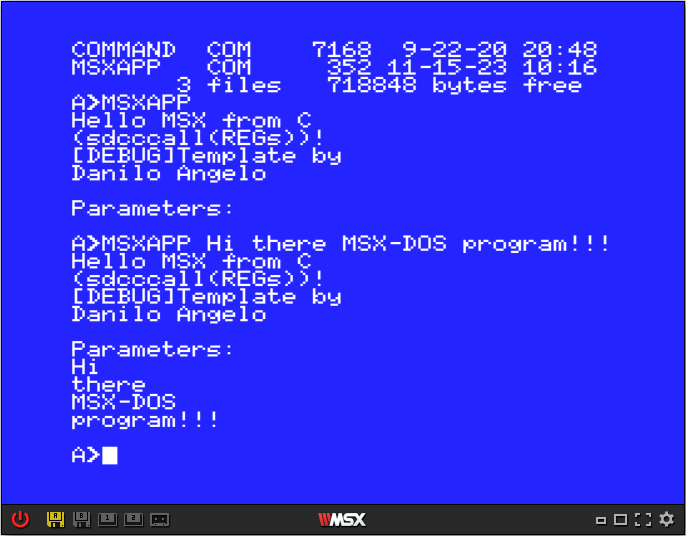 COMMAND  COM    7168  9-22-20 20:48
MSXAPP   COM     352 11-15-23 10:16
       3 files   718848 bytes free
A>MSXAPP
Hello MSX from C
(sdcccall(REGs))!
[DEBUG]Template by
Danilo Angelo

Parameters:

A>MSXAPP Hi there MSX-DOS program!!!
Hello MSX from C
(sdcccall(REGs))!
[DEBUG]Template by
Danilo Angelo

Parameters:
Hi
there
MSX-DOS
program!!!

A>
A B 1 2 MSX